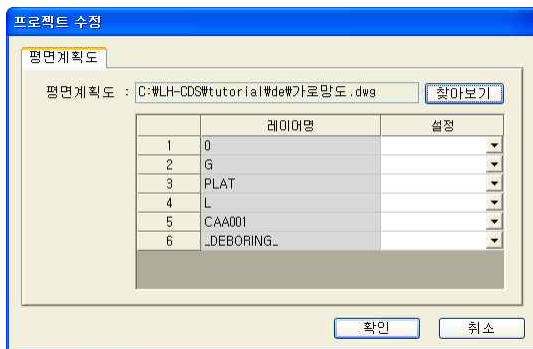 프로젝트 수정
평면계획도
평면계획도 : C:₩LH-CDS₩tutorial₩de₩가로망도.dwg 찾아보기
레이어명 설정
1 0
2 G
3 PLAT
4 L
5 CAA001
6 _DEBORING_
확인 취소